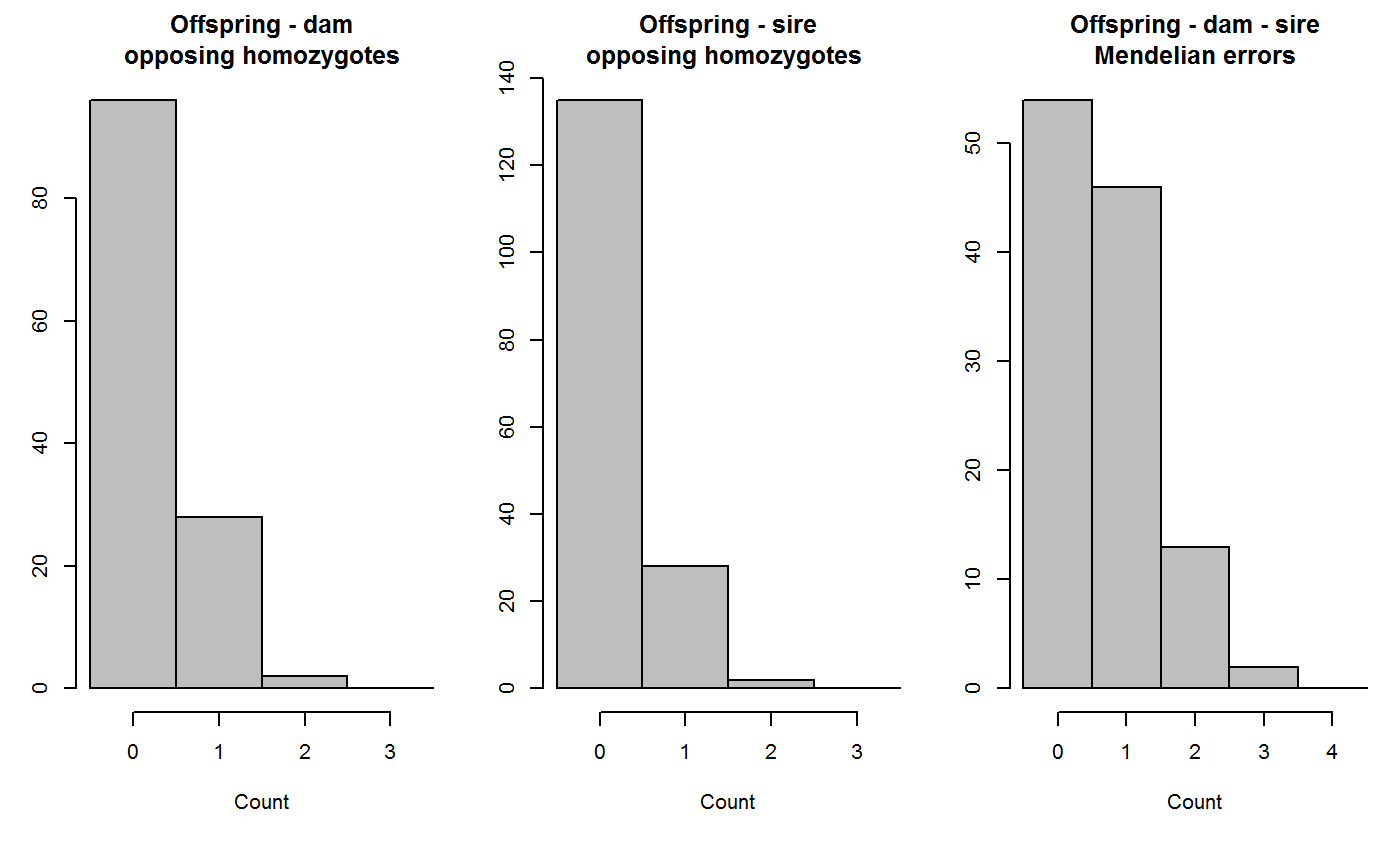 Offspring - dam
opposing homozygotes
80
60
40
20
0
0 1 2 3
Count
Offspring - sire
opposing homozygotes
140
120
100
80
60
40
20
0
0 1 2 3
Count
Offspring - dam - sire
Mendelian errors
50
40
30
20
10
0
0 1 2 3 4
Count